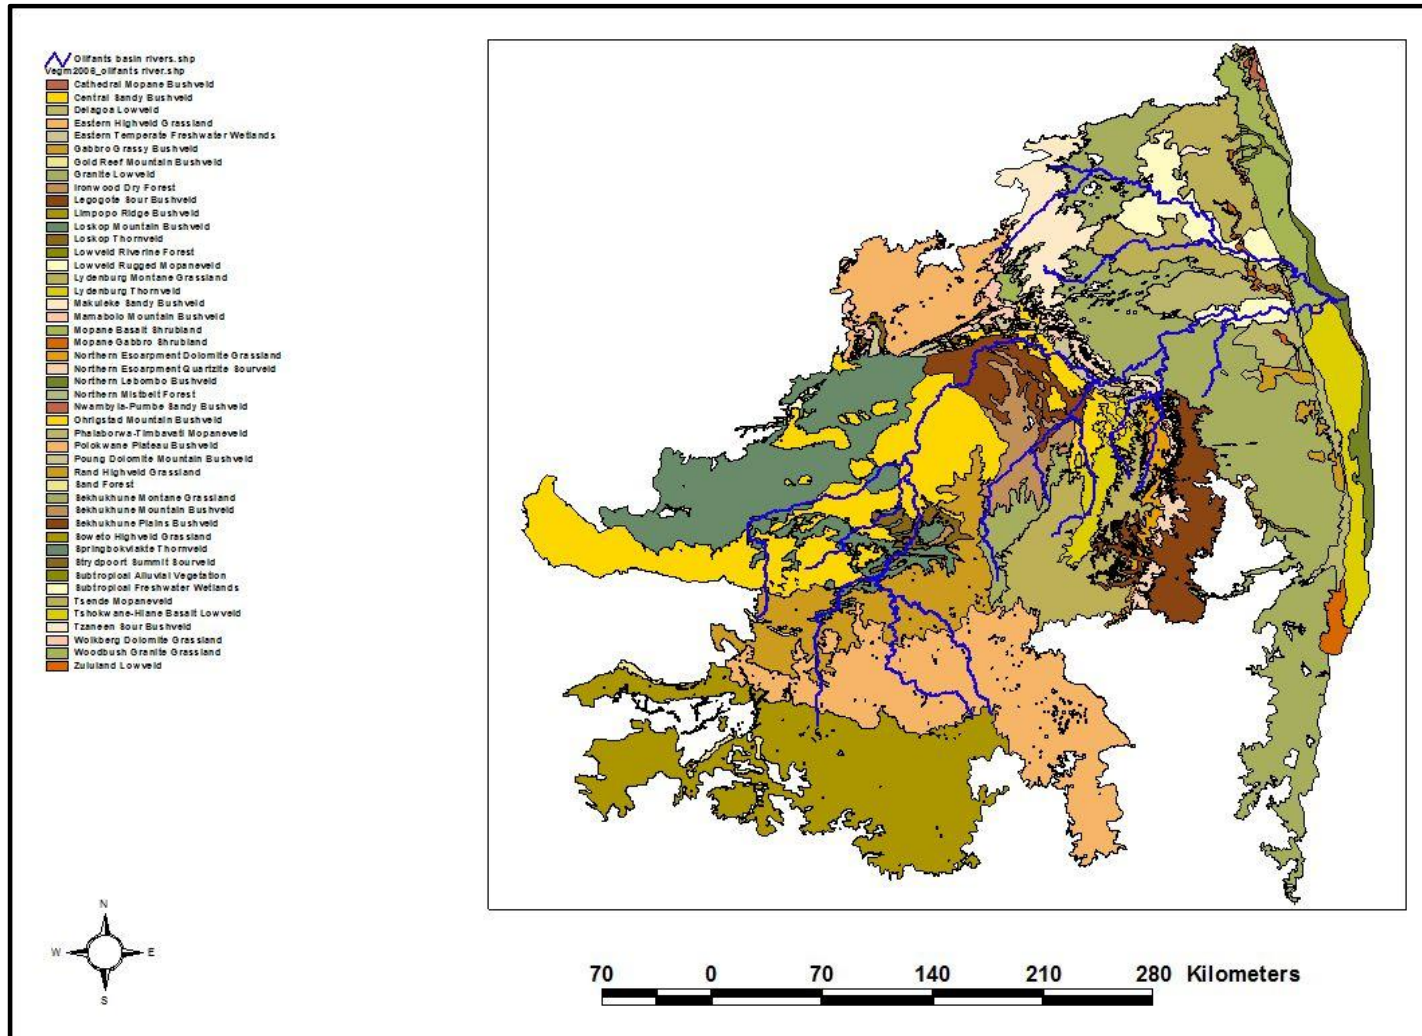 Olifants basin rivers.shp
Vegm2006_olifants river.shp
Cathedral Mopane Bushveld
Central Sandy Bushveld
Delagoa Lowveld
Eastern Highveld Grassland
Eastern Temperate Freshwater Wetlands
Gabbro Grassy Bushveld
Gold Reef Mountain Bushveld
Granite Lowveld
Ironwood Dry Forest
Legogote Sour Bushveld
Limpopo Ridge Bushveld
Loskop Mountain Bushveld
Loskop Thornveld
Lowveld Riverine Forest
Lowveld Rugged Mopaneveld
Lydenburg Montane Grassland
Lydenburg Thornveld
Makuleke Sandy Bushveld
Mamabolo Mountain Bushveld
Mopane Basalt Shrubland
Mopane Gabbro Shrubland
Northern Escarpment Dolomite Grassland
Northern Escarpment Quartzite Sourveld
Northern Lebombo Bushveld
Northern Mistbelt Forest
Nwambyia-Pumbe Sandy Bushveld
Ohrigstad Mountain Bushveld
Phalaborwa-Timbavati Mopaneveld
Polokwane Plateau Bushveld
Poung Dolomite Mountain Bushveld
Rand Highveld Grassland
Sand Forest
Sekhukhune Montane Grassland
Sekhukhune Mountain Bushveld
Sekhukhune Plains Bushveld
Soweto Highveld Grassland
Springbokvlakte Thornveld
Strydpoort Summit Sourveld
Subtropical Alluvial Vegetation
Subtropical Freshwater Wetlands
Tsende Mopaneveld
Tshokwane-Hlane Basalt Lowveld
Tzaneen Sour Bushveld
Wolkberg Dolomite Grassland
Woodbush Granite Grassland
Zululand Lowveld
N
W E
S
70 0 70 140 210 280 Kilometers